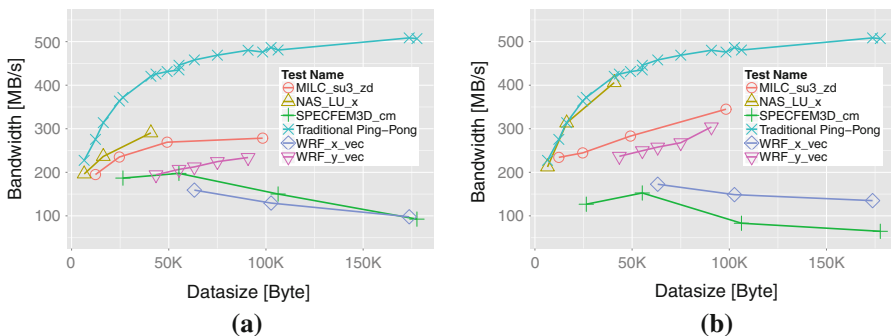 Bandwidth [MB/s]
500
400
300
200
100
0
50K
100K
150K
Datasize [Byte]
Test Name
MILC_su3_zd
NAS_LU_x
SPECFEM3D_cm
Traditional Ping-Pong
WRF_x_vec
WRF_y_vec
(a)
Bandwidth [MB/s]
500
400
300
200
100
0
50K
100K
150K
Datasize [Byte]
Test Name
MILC_su3_zd
NAS_LU_x
SPECFEM3D_cm
Traditional Ping-Pong
WRF_x_vec
WRF_y_vec
(b)